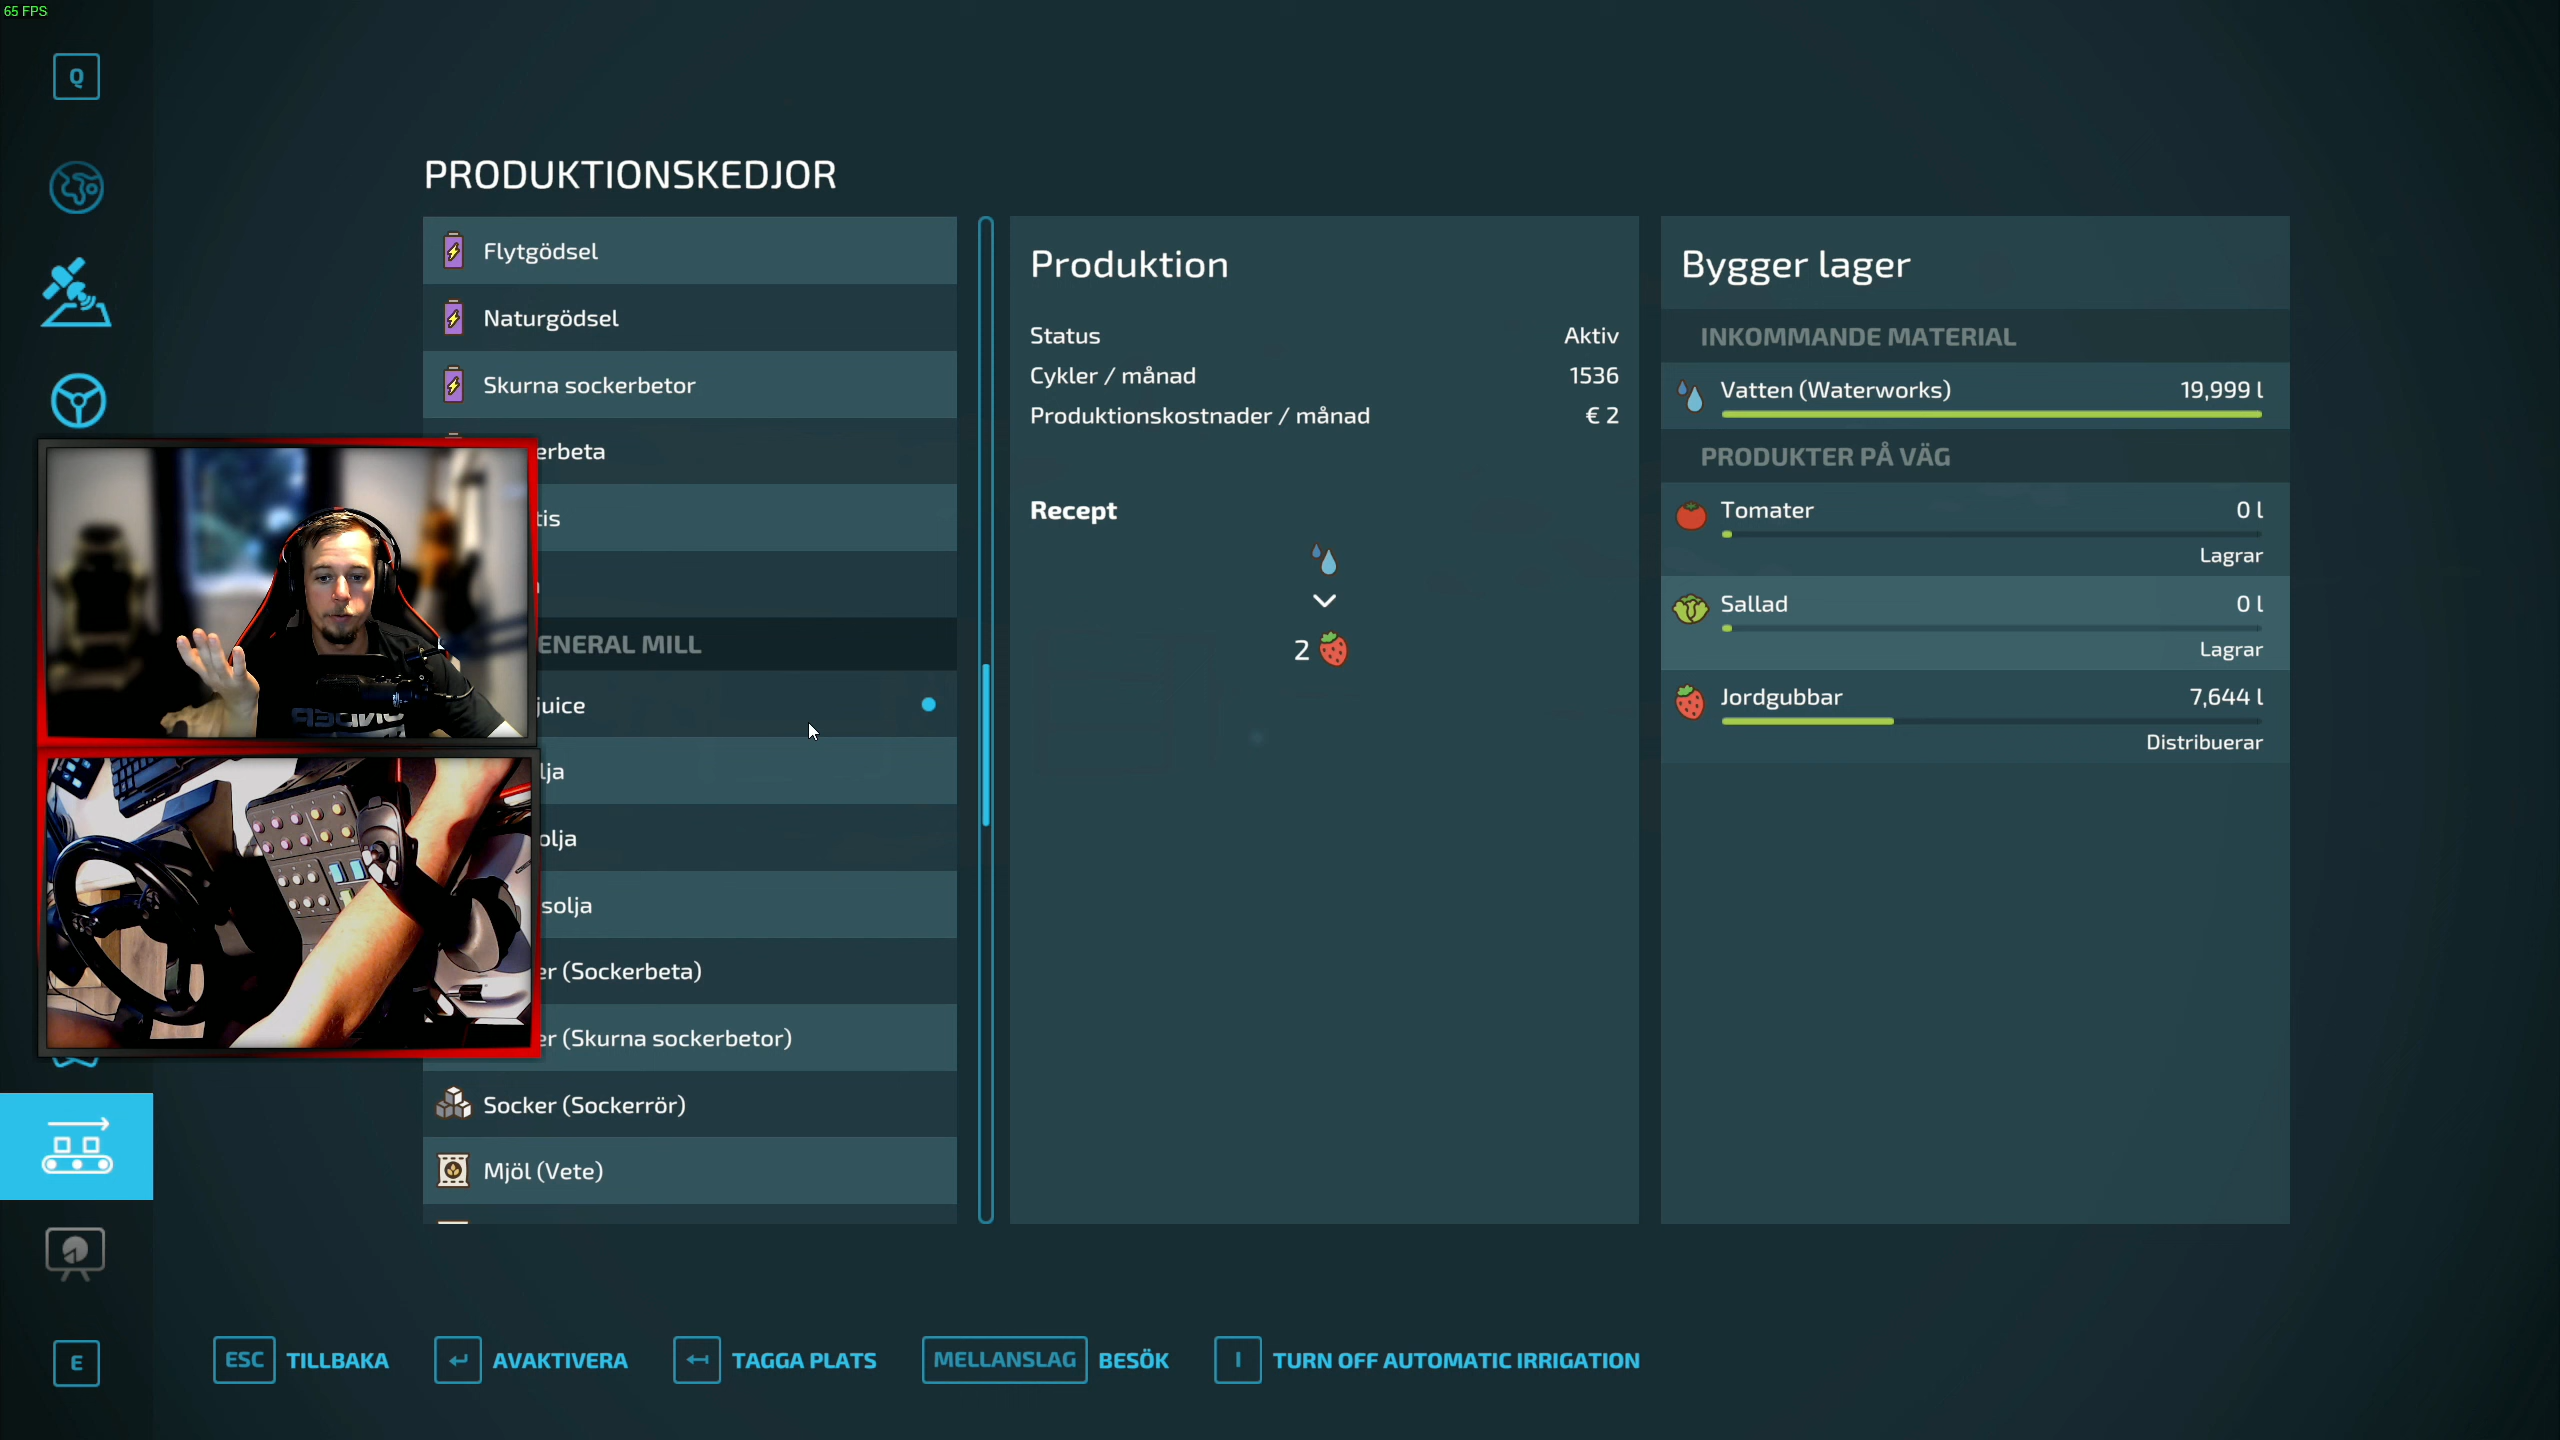 65 FPS
Q
PRODUKTIONSKEDJOR
Flytgödsel
Naturgödsel
Skurna sockerbetor
erbeta
tis
ENERAL MILL
juice
lja
olja
solja
er (Sockerbeta)
er (Skurna sockerbetor)
Socker (Sockerrör)
Mjöl (Vete)
Produktion
Status Aktiv
Cykler / månad 1536
Produktionskostnader / månad € 2
Recept
2
Bygger lager
INKOMMANDE MATERIAL
Vatten (Waterworks) 19,999 l
PRODUKTER PÅ VÄG
Tomater 0 l
Lagrar
Sallad 0 l
Lagrar
Jordgubbar 7,644 l
Distribuerar
E
ESC TILLBAKA
AVAKTIVERA
TAGGA PLATS
MELLANSLAG BESÖK
I TURN OFF AUTOMATIC IRRIGATION